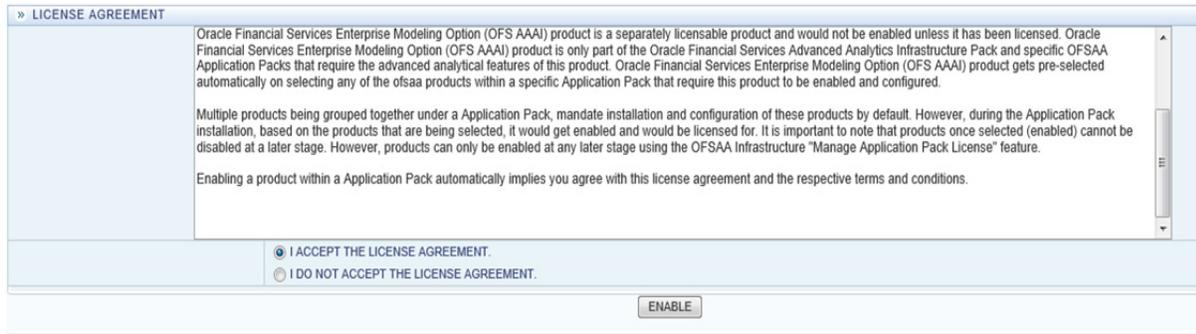 » LICENSE AGREEMENT
Oracle Financial Services Enterprise Modeling Option (OFS AAAI) product is a separately licensable product and would not be enabled unless it has been licensed. Oracle
Financial Services Enterprise Modeling Option (OFS AAAI) product is only part of the Oracle Financial Services Advanced Analytics Infrastructure Pack and specific OFSAA
Application Packs that require the advanced analytical features of this product. Oracle Financial Services Enterprise Modeling Option (OFS AAAI) product gets pre-selected
automatically on selecting any of the ofsaa products within a specific Application Pack that require this product to be enabled and configured.
Multiple products being grouped together under a Application Pack, mandate installation and configuration of these products by default. However, during the Application Pack
installation, based on the products that are being selected, it would get enabled and would be licensed for. It is important to note that products once selected (enabled) cannot be
disabled at a later stage. However, products can only be enabled at any later stage using the OFSAA Infrastructure "Manage Application Pack License" feature.
Enabling a product within a Application Pack automatically implies you agree with this license agreement and the respective terms and conditions.
I ACCEPT THE LICENSE AGREEMENT.
I DO NOT ACCEPT THE LICENSE AGREEMENT.
ENABLE